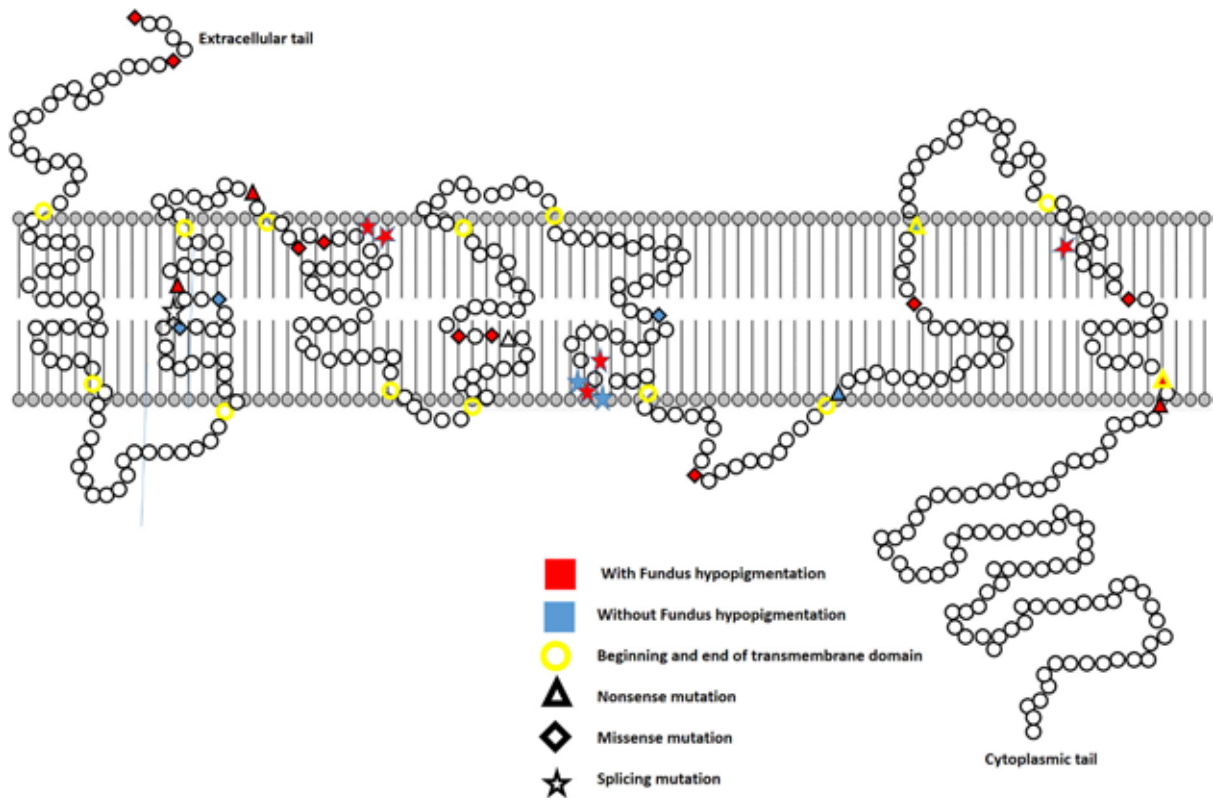 Extracellular tail
With Fundus hypopigmentation
Without Fundus hypopigmentation
Beginning and end of transmembrane domain
Nonsense mutation
Missense mutation
Cytoplasmic tail
Splicing mutation